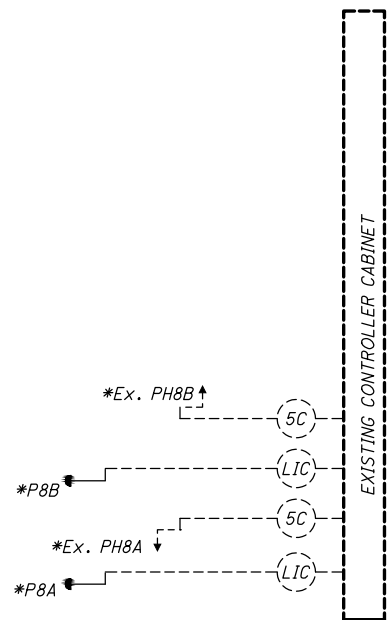 EXISTING CONTROLLER CABINET
*Ex. PH8B
5C
LIC
*P8B
5C
*Ex. PH8A
LIC
*P8A